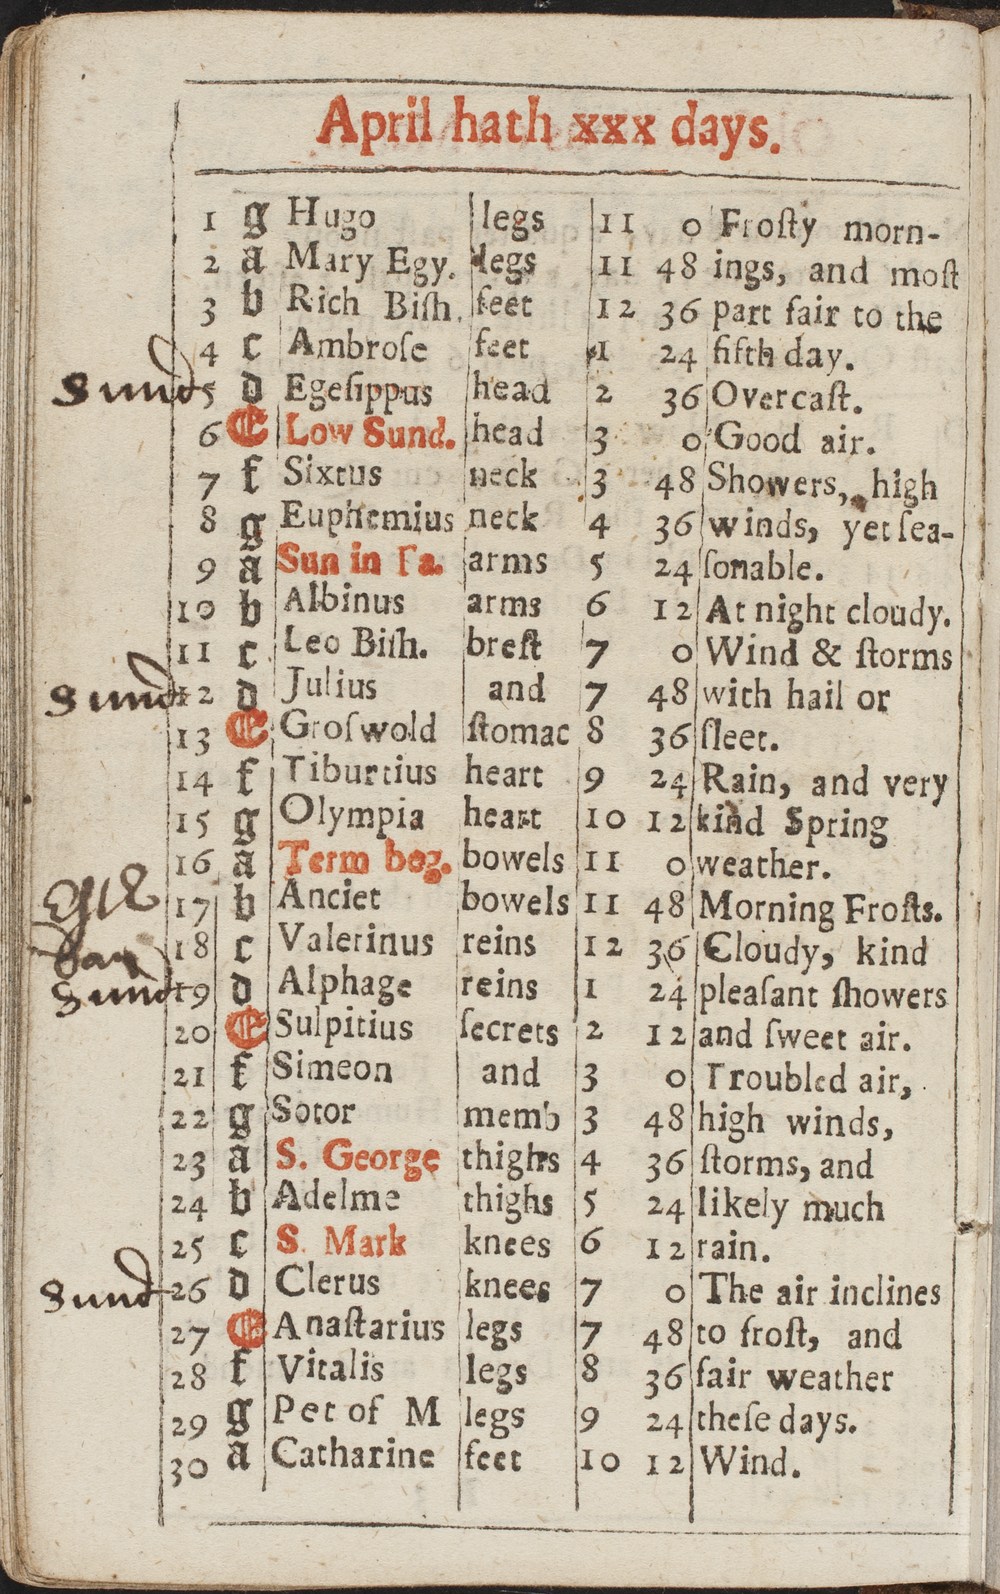 April hath xxx days.
1 g Hugo legs 11 0 Froſty morn-
2 a Mary Egy. legs 11 48 ings, and moſt
3 b Rich Biſh. feet 12 36 part fair to the
4 c Ambroſe feet 1 24 fifth day.
Sund 5 d Egeſippus head 2 36 Overcaſt.
6 E Low Sund. head 3 0 Good air.
7 f Sixtus neck 3 48 Showers, high
8 g Euphemius neck 4 36 winds, yet ſea-
9 a Sun in Ta. arms 5 24 ſonable.
10 b Albinus arms 6 12 At night cloudy.
11 c Leo Biſh. breſt 7 0 Wind & ſtorms
Sund 12 d Julius and 7 48 with hail or
13 E Groſwold ſtomac 8 36 ſleet.
14 f Tiburtius heart 9 24 Rain, and very
15 g Olympia heart 10 12 kind Spring
16 a Term beg. bowels 11 0 weather.
17 b Anciet bowels 11 48 Morning Froſts.
day 18 c Valerinus reins 12 36 Cloudy, kind
Sund 19 d Alphage reins 1 24 pleaſant ſhowers
20 E Sulpitius ſecrets 2 12 and ſweet air.
21 f Simeon and 3 0 Troubled air,
22 g Sotor memb 3 48 high winds,
23 a S. George thighs 4 36 ſtorms, and
24 b Adelme thighs 5 24 likely much
25 c S. Mark knees 6 12 rain.
Sund 26 d Clerus knees 7 0 The air inclines
27 E Anaſtarius legs 7 48 to froſt, and
28 f Vitalis legs 8 36 fair weather
29 g Pet of M legs 9 24 theſe days.
30 a Catharine feet 10 12 Wind.